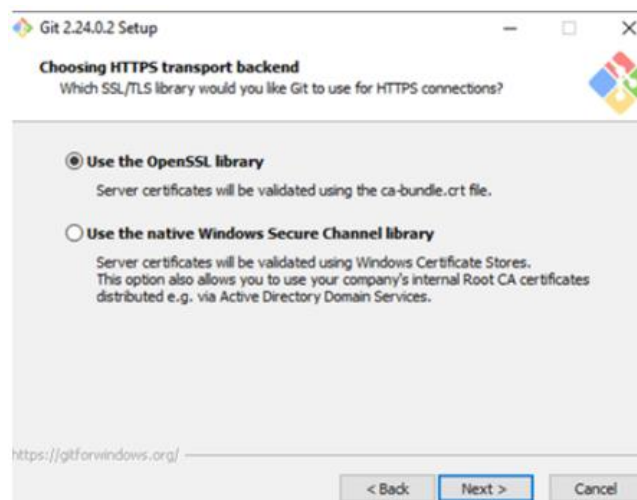 Git 2.24.0.2 Setup
Choosing HTTPS transport backend
Which SSL/TLS library would you like Git to use for HTTPS connections?
Use the OpenSSL library
Server certificates will be validated using the ca-bundle.crt file.
Use the native Windows Secure Channel library
Server certificates will be validated using Windows Certificate Stores.
This option also allows you to use your company's internal Root CA certificates
distributed e.g. via Active Directory Domain Services.
https://gitforwindows.org/
< Back Next > Cancel